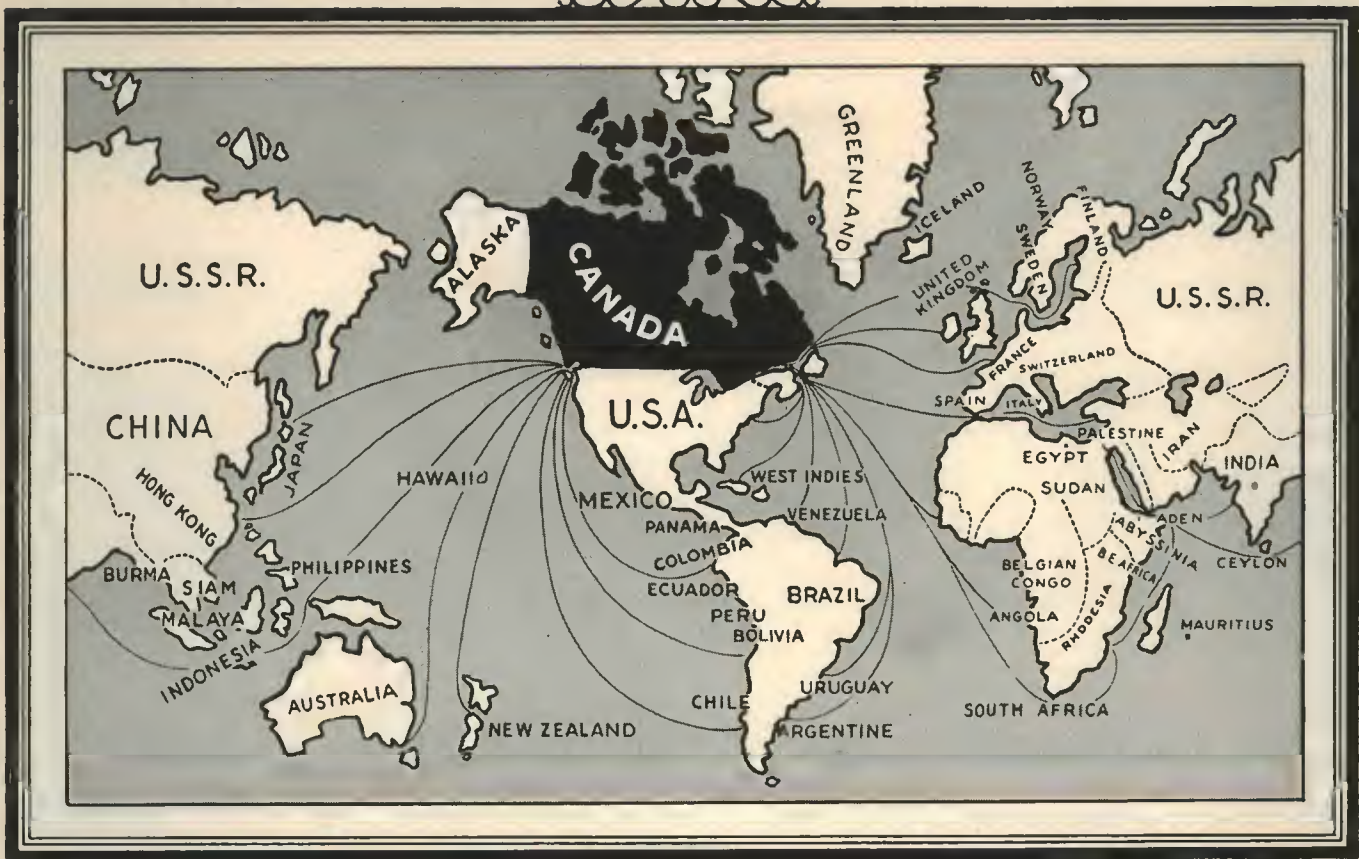 GREENLAND
ICELAND
NORWAY
SWEDEN
FINLAND
U.S.S.R.
ALASKA
CANADA
UNITED
KINGDOM
U.S.S.R.
FRANCE
SWITZERLAND
SPAIN
ITALY
CHINA
JAPAN
U.S.A.
PALESTINE
IRAN
EGYPT
INDIA
HONG KONG
HAWAII
MEXICO
WEST INDIES
SUDAN
PANAMA
VENEZUELA
ADEN
ABYSSINIA
BURMA
SIAM
PHILIPPINES
COLOMBIA
BELGIAN
CONGO
B E AFRICA
CEYLON
MALAYA
ECUADOR
BRAZIL
PERU
ANGOLA
RHODESIA
MAURITIUS
BOLIVIA
INDONESIA
AUSTRALIA
CHILE
URUGUAY
SOUTH AFRICA
NEW ZEALAND
ARGENTINE